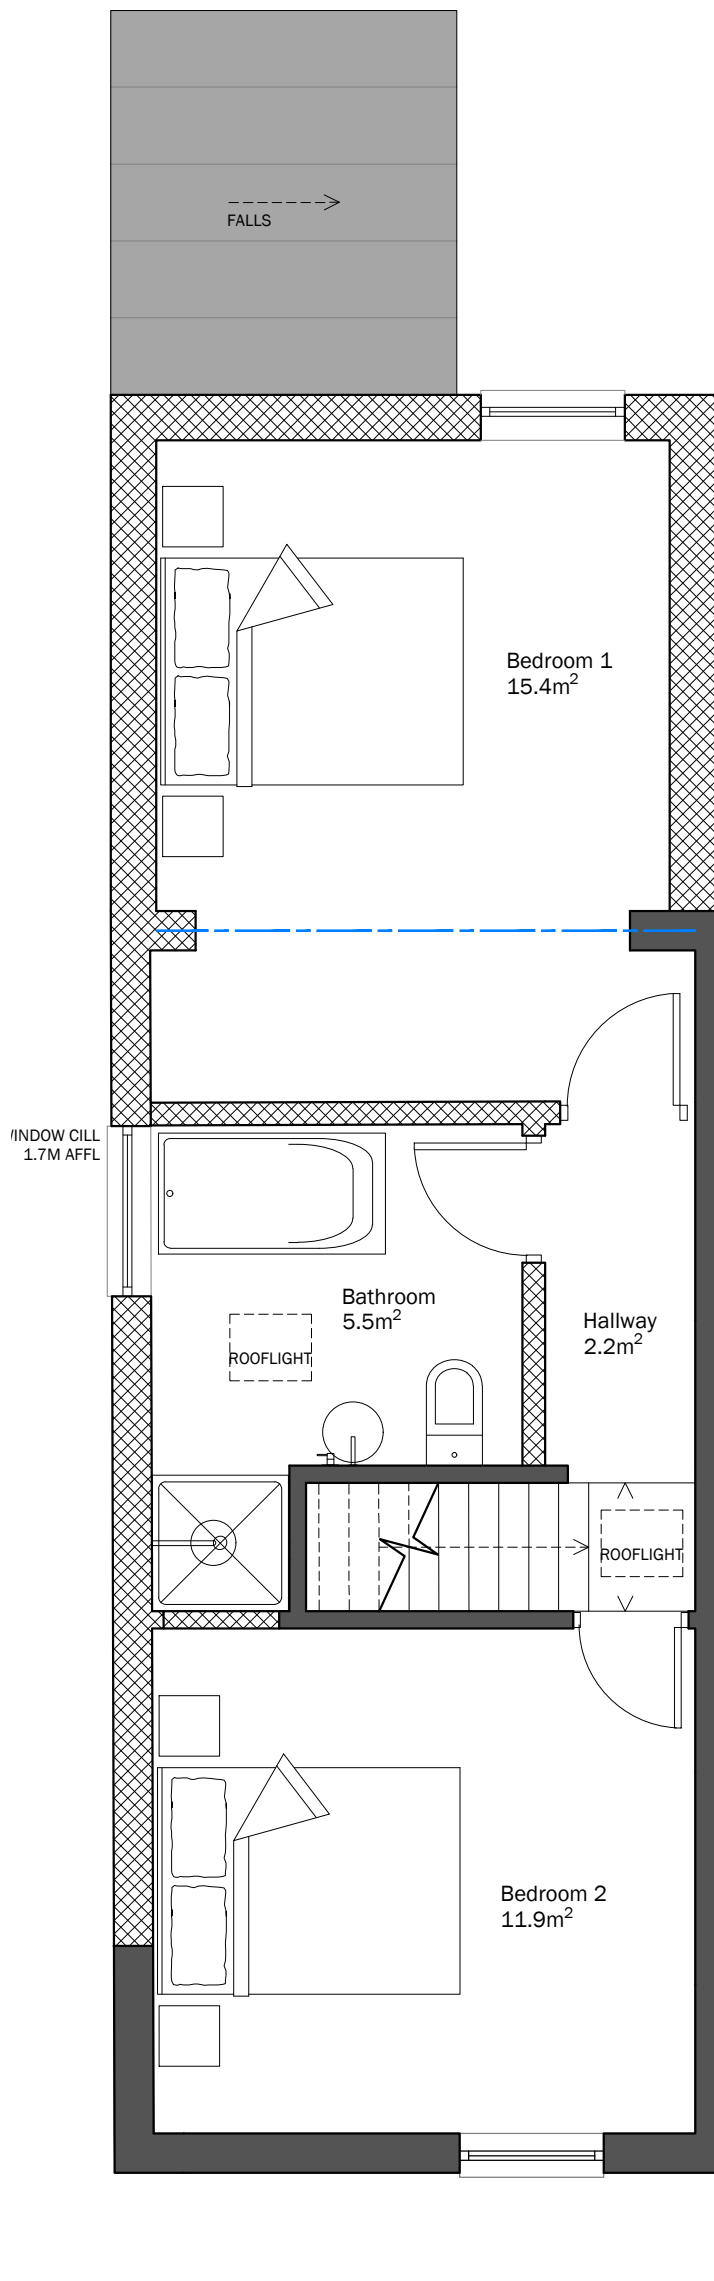 FALLS
Bedroom 1
15.4m²
INDOW CILL
1.7M AFFL
Bathroom
5.5m²
ROOFLIGHT
Hallway
2.2m²
ROOFLIGHT
Bedroom 2
11.9m²